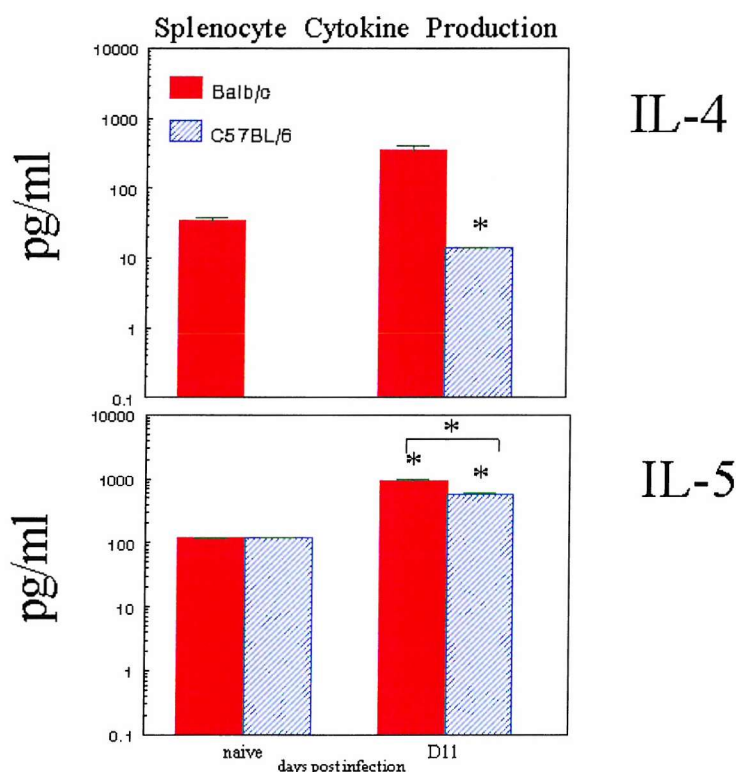 Splenocyte Cytokine Production
10000
1000
100
10
1
0.1
pg/ml
Balb/c
C57BL/6
*
IL-4
10000
1000
100
10
1
0.1
pg/ml
*
* *
IL-5
naive D11
days post infection